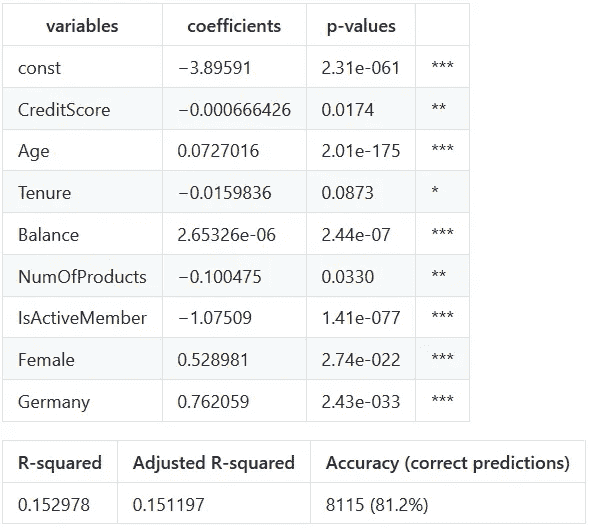 variables coefficients p-values
const −3.89591 2.31e-061 ***
CreditScore −0.000666426 0.0174 **
Age 0.0727016 2.01e-175 ***
Tenure −0.0159836 0.0873 *
Balance 2.65326e-06 2.44e-07 ***
NumOfProducts −0.100475 0.0330 **
IsActiveMember −1.07509 1.41e-077 ***
Female 0.528981 2.74e-022 ***
Germany 0.762059 2.43e-033 ***
R-squared Adjusted R-squared Accuracy (correct predictions)
0.152978 0.151197 8115 (81.2%)